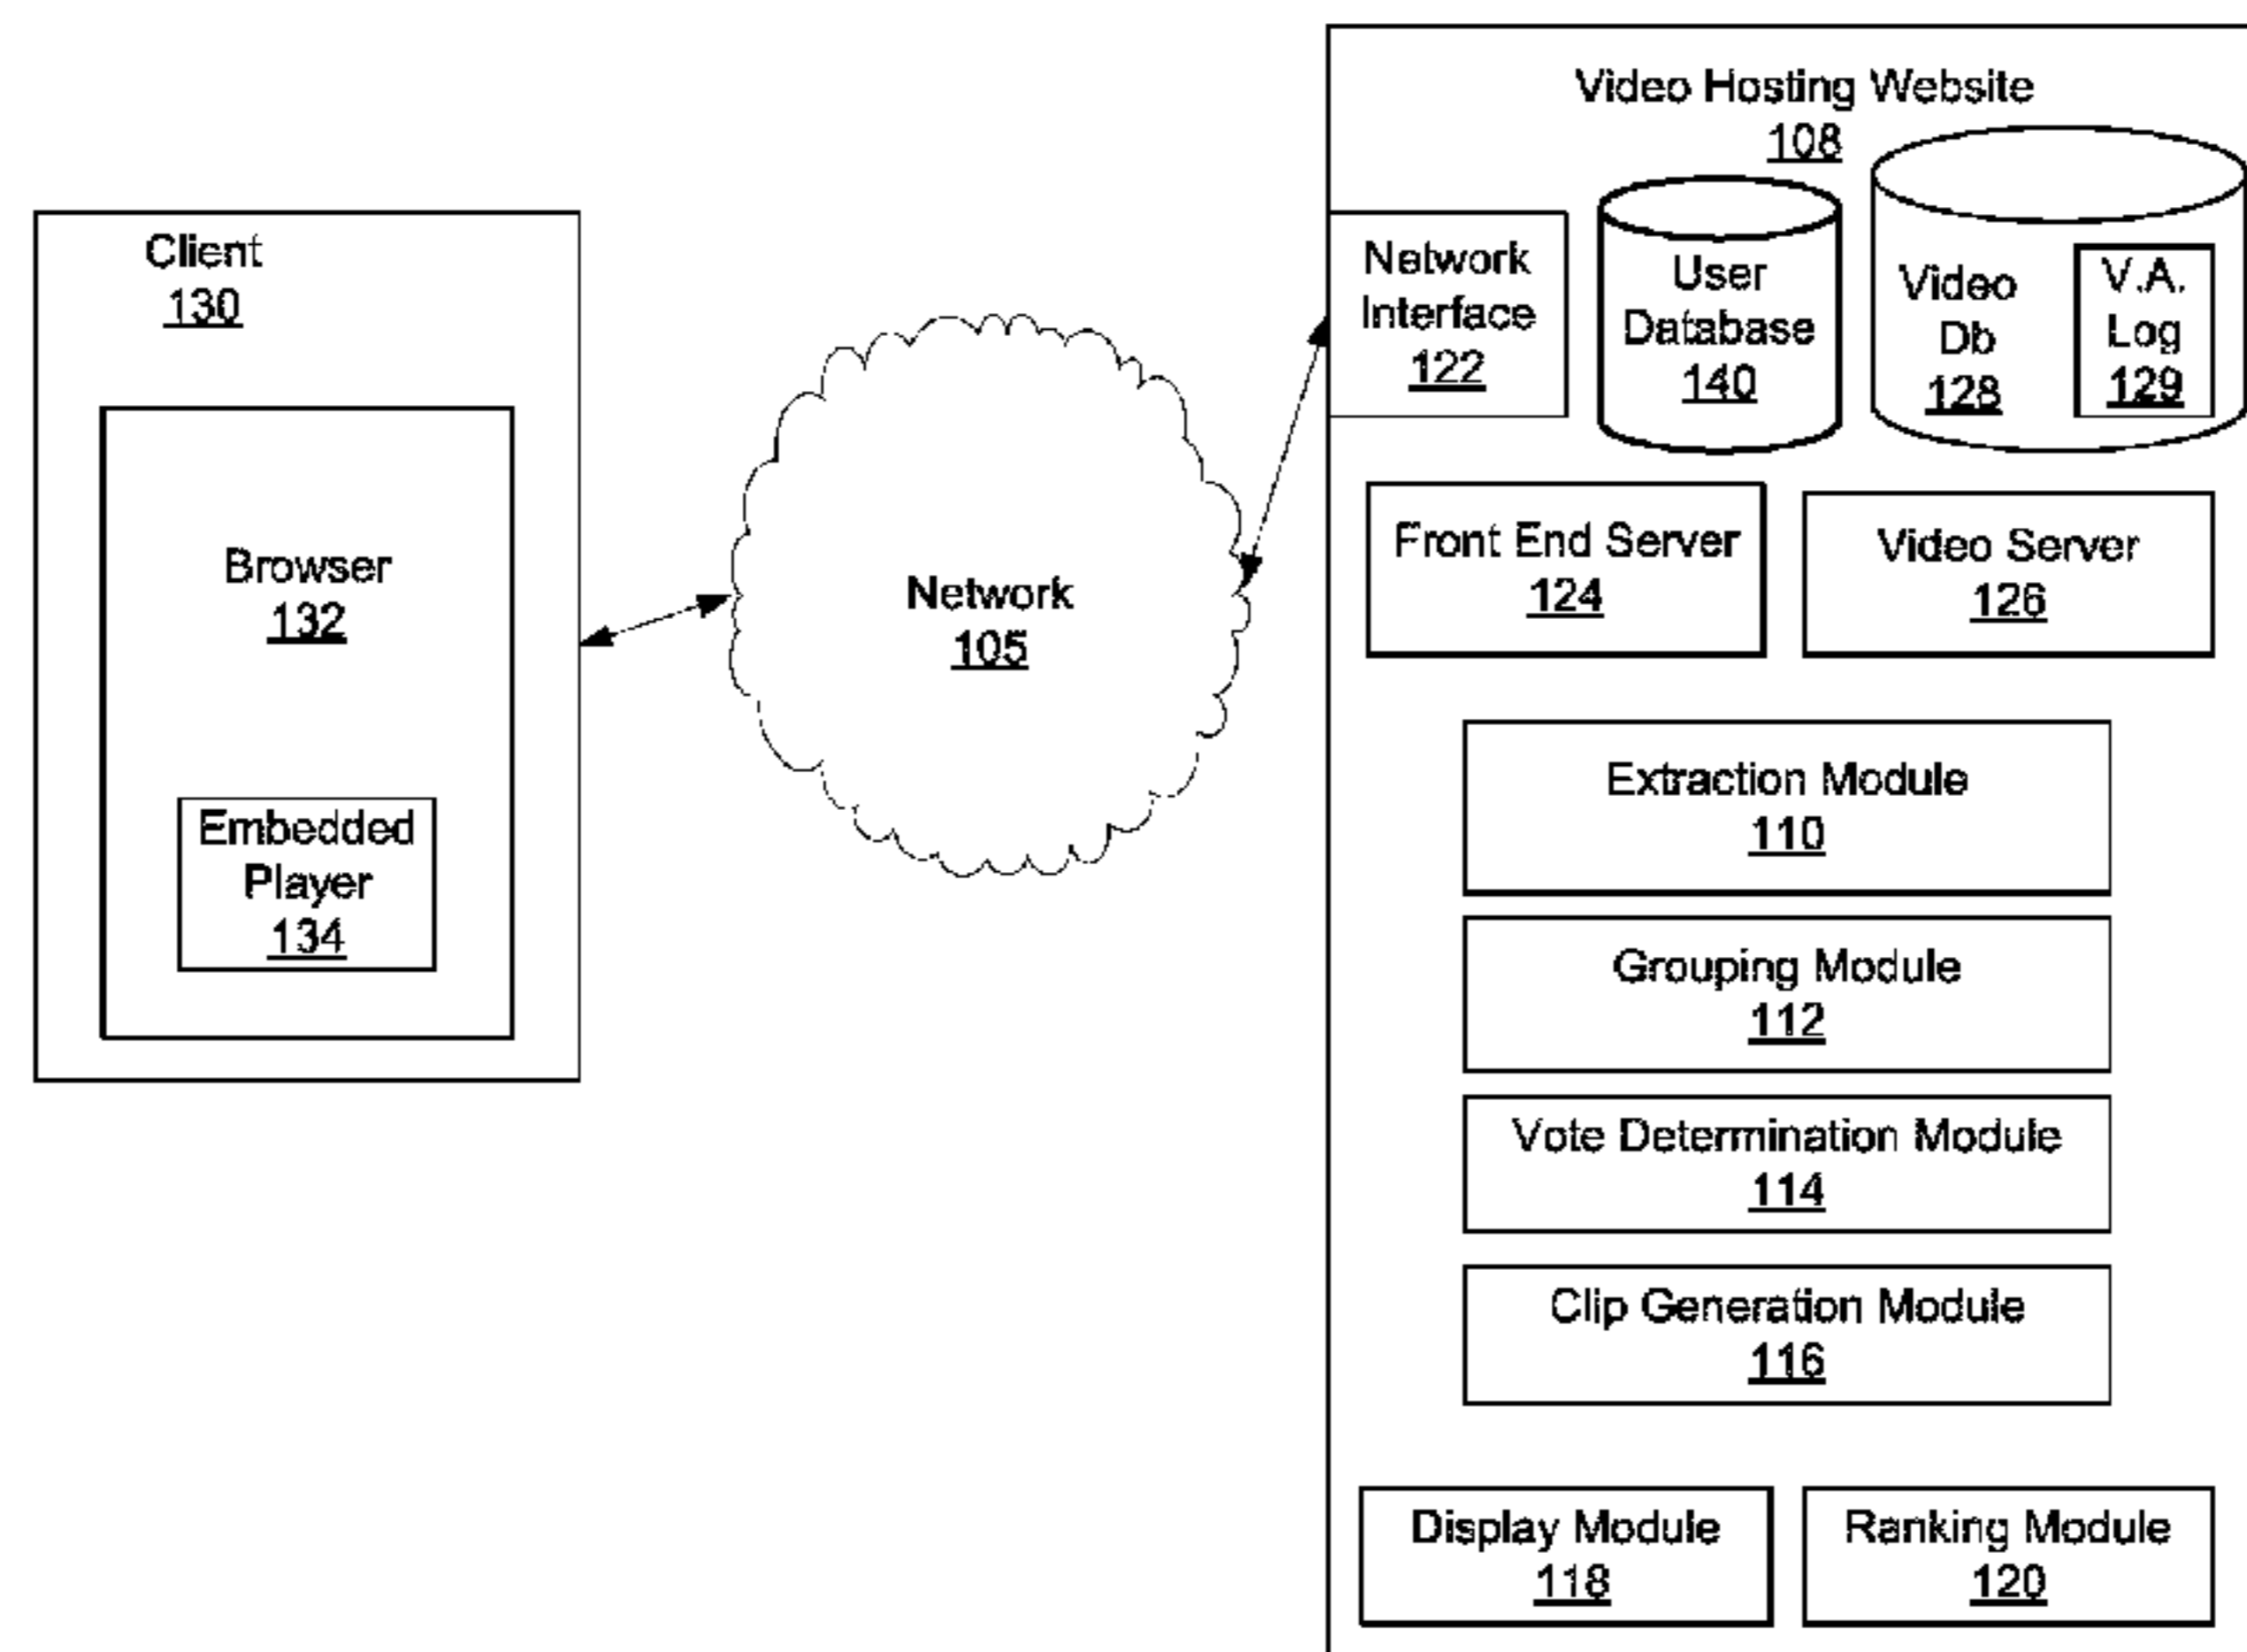 Video Hosting Website
108
Client
130
Browser
132
Embedded
Player
134
Network
105
Network
Interface
122
User
Database
140
Video
Db
128
V.A.
Log
129
Front End Server
124
Video Server
126
Extraction Module
110
Grouping Module
112
Vote Determination Module
114
Clip Generation Module
116
Display Module
118
Ranking Module
120